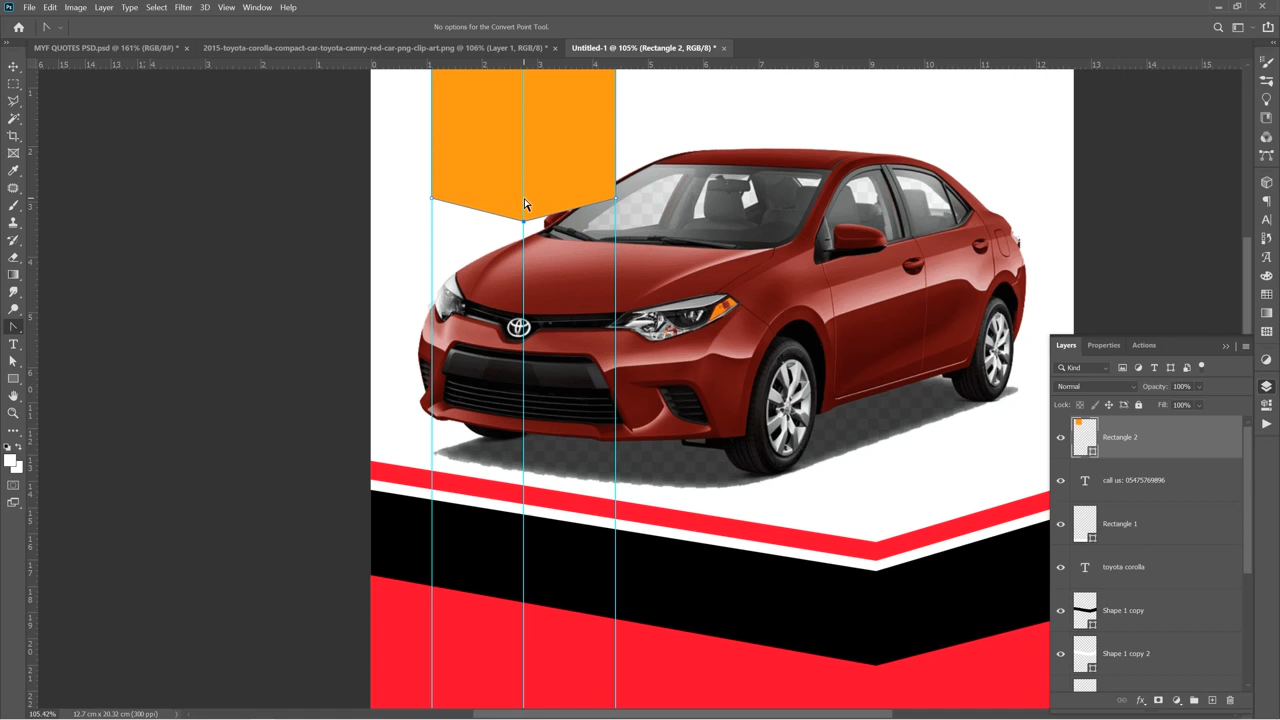 File Edit Image Layer Type Select Filter 3D View Window Help
No options for the Convert Point Tool.
MYF QUOTES PSD.psd @ 161% (RGB/8#) * × 2015-toyota-corolla-compact-car-toyota-camry-red-car-png-clip-art.png @ 106% (Layer 1, RGB/8) * × Untitled-1 @ 105% (Rectangle 2, RGB/8) * ×
Layers Properties Actions
Kind
Normal Opacity: 100%
Lock: Fill: 100%
Rectangle 2
call us: 05475769896
Rectangle 1
toyota corolla
Shape 1 copy
Shape 1 copy 2
105.42% 12.7 cm x 20.32 cm (300 ppi)